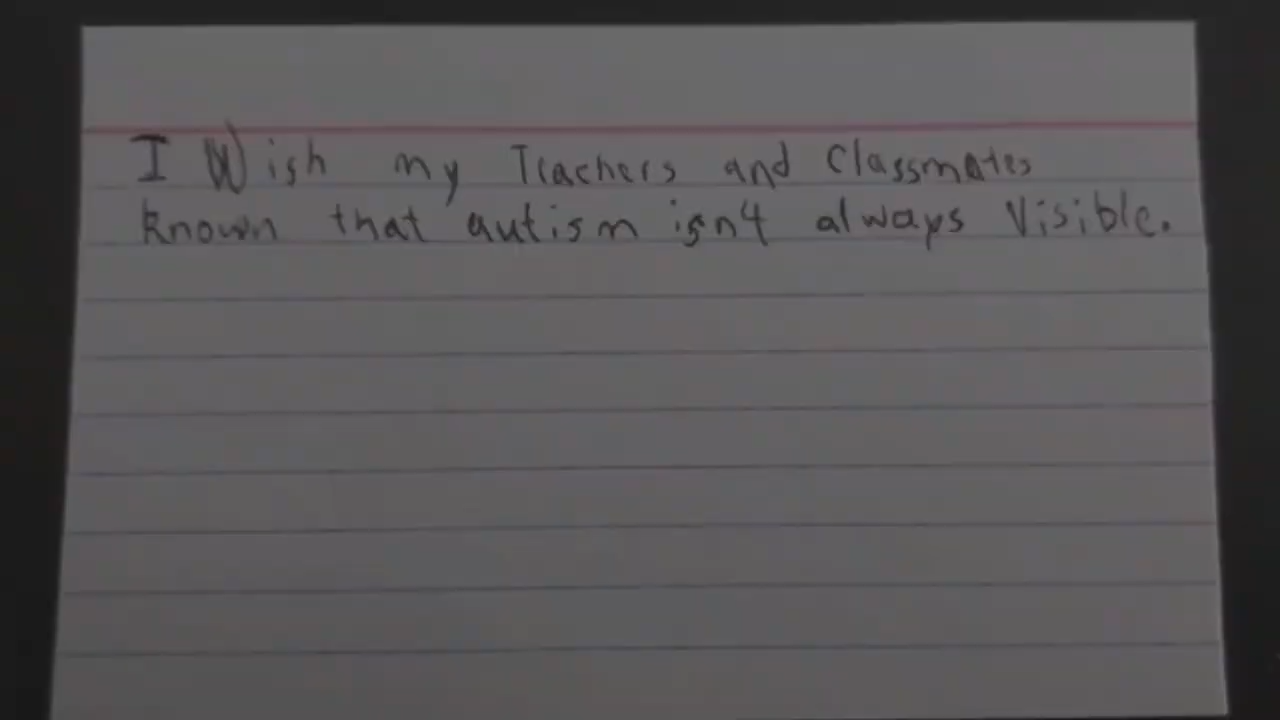 I Wish my Teachers and Classmates
known that autism isn't always Visible.